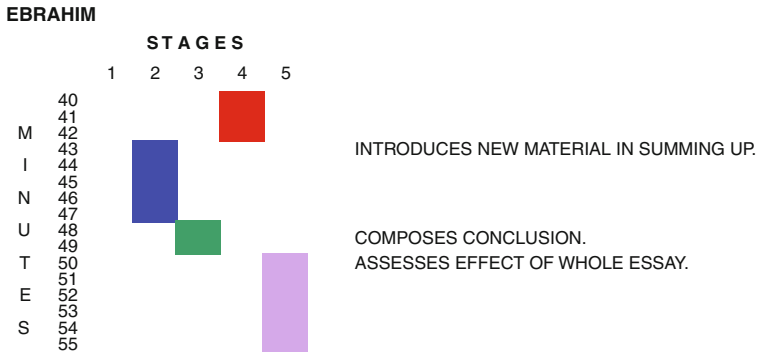 EBRAHIM
STAGES
1 2 3 4 5
40
41
M 42
43
INTRODUCES NEW MATERIAL IN SUMMING UP.
I 44
45
N 46
47
U 48
COMPOSES CONCLUSION.
49
T 50
ASSESSES EFFECT OF WHOLE ESSAY.
51
E 52
53
S 54
55